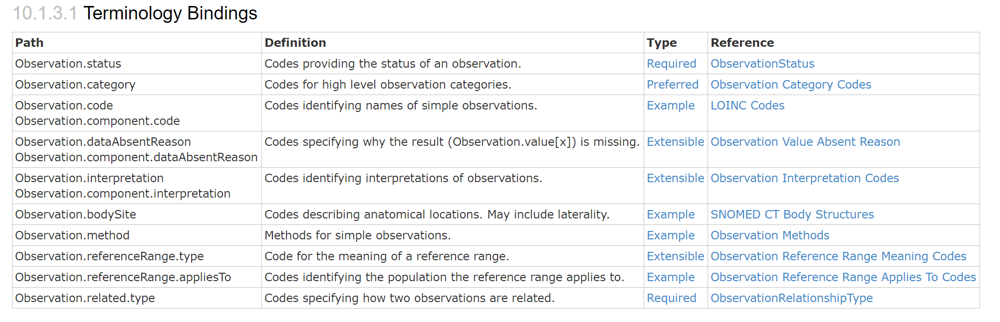 10.1.3.1 Terminology Bindings
Path Definition Type Reference
Observation.status Codes providing the status of an observation. Required ObservationStatus
Observation.category Codes for high level observation categories. Preferred Observation Category Codes
Observation.code Codes identifying names of simple observations. Example LOINC Codes
Observation.component.code
Observation.dataAbsentReason Codes specifying why the result (Observation.value[x]) is missing. Extensible Observation Value Absent Reason
Observation.component.dataAbsentReason
Observation.interpretation Codes identifying interpretations of observations. Extensible Observation Interpretation Codes
Observation.component.interpretation
Observation.bodySite Codes describing anatomical locations. May include laterality. Example SNOMED CT Body Structures
Observation.method Methods for simple observations. Example Observation Methods
Observation.referenceRange.type Code for the meaning of a reference range. Extensible Observation Reference Range Meaning Codes
Observation.referenceRange.appliesTo Codes identifying the population the reference range applies to. Example Observation Reference Range Applies To Codes
Observation.related.type Codes specifying how two observations are related. Required ObservationRelationshipType